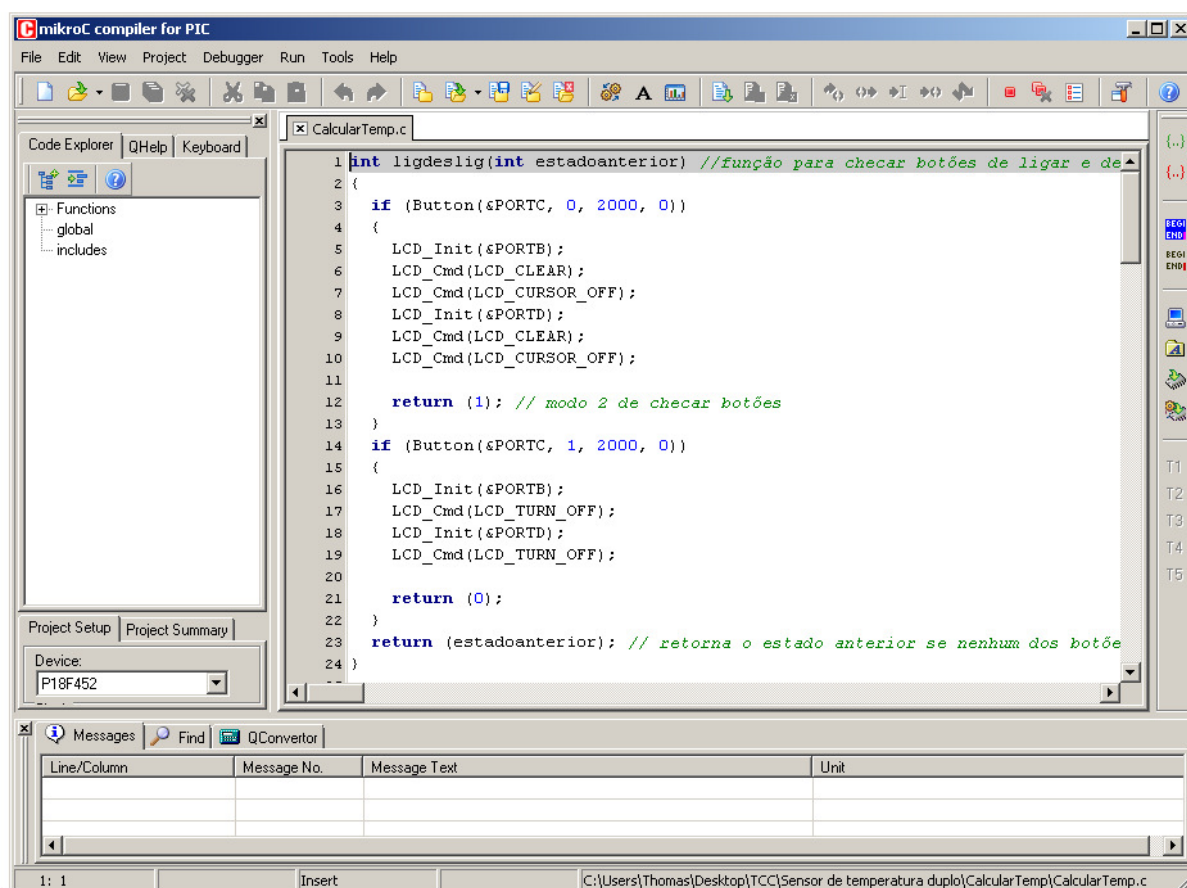 mikroC compiler for PIC
File Edit View Project Debugger Run Tools Help
Code Explorer QHelp Keyboard
Functions
global
includes
CalcularTemp.c
1 int ligdeslig(int estadoanterior) //função para checar botões de ligar e de
2 {
3 if (Button(&PORTC, 0, 2000, 0))
4 {
5 LCD_Init(&PORTB);
6 LCD_Cmd(LCD_CLEAR);
7 LCD_Cmd(LCD_CURSOR_OFF);
8 LCD_Init(&PORTD);
9 LCD_Cmd(LCD_CLEAR);
10 LCD_Cmd(LCD_CURSOR_OFF);
11
12 return (1); // modo 2 de checar botões
13 }
14 if (Button(&PORTC, 1, 2000, 0))
15 {
16 LCD_Init(&PORTB);
17 LCD_Cmd(LCD_TURN_OFF);
18 LCD_Init(&PORTD);
19 LCD_Cmd(LCD_TURN_OFF);
20
21 return (0);
22 }
23 return (estadoanterior); // retorna o estado anterior se nenhum dos botõe
24 }
{..}
{..}
BEGI
END
BEGI
END
T1
T2
T3
T4
T5
Project Setup Project Summary
Device:
P18F452
Messages Find QConvertor
Line/Column Message No. Message Text Unit
1: 1 Insert C:\Users\Thomas\Desktop\TCC\Sensor de temperatura duplo\CalcularTemp\CalcularTemp.c